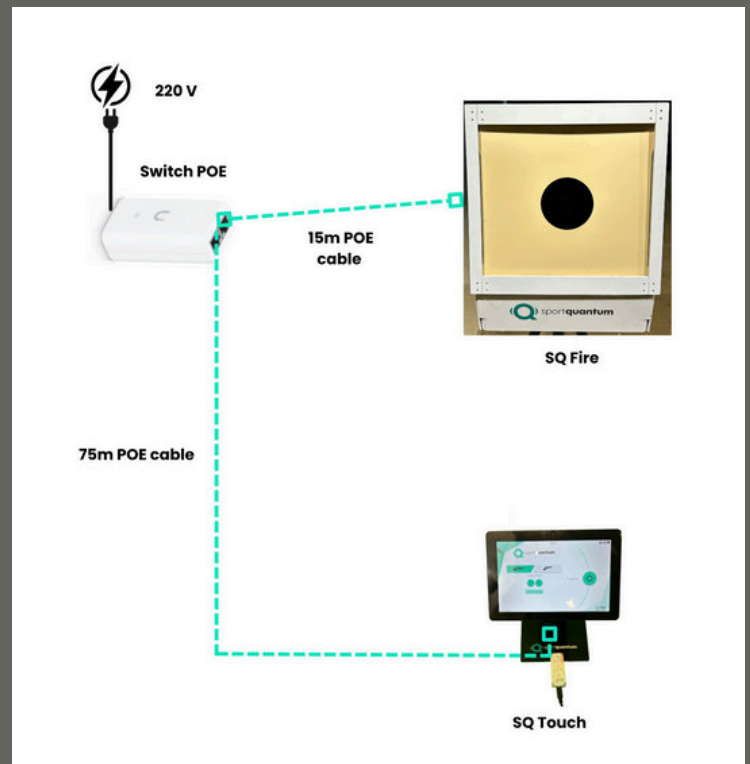 220 V
Switch POE
15m POE
cable
sportquantum
SQ Fire
75m POE cable
SQ Touch